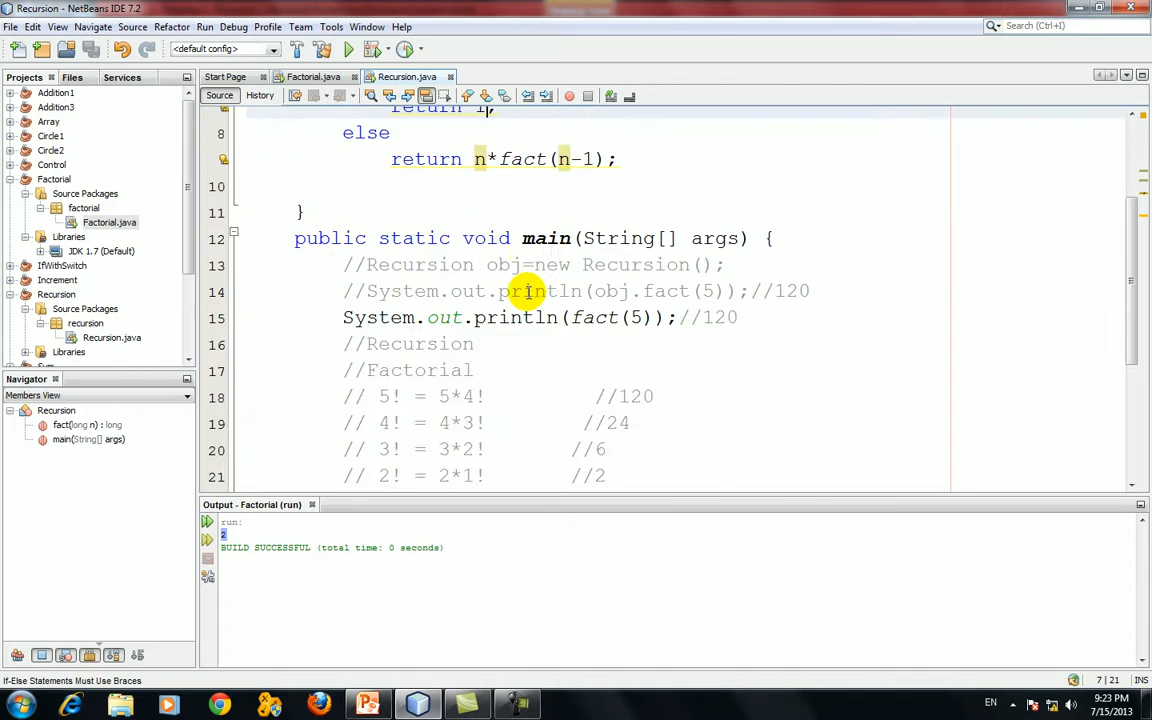 Recursion - NetBeans IDE 7.2
File Edit View Navigate Source Refactor Run Debug Profile Team Tools Window Help
Search (Ctrl+I)
<default config>
Projects Files Services
Start Page Factorial.java Recursion.java
Source History
Addition1
Addition3
Array
Circle1
Circle2
Control
Factorial
Source Packages
factorial
Factorial.java
Libraries
JDK 1.7 (Default)
IfWithSwitch
Increment
Recursion
Source Packages
recursion
Recursion.java
Libraries
return 1;
8 else
return n*fact(n-1);
10
11 }
12 public static void main(String[] args) {
13 //Recursion obj=new Recursion();
14 //System.out.println(obj.fact(5));//120
15 System.out.println(fact(5));//120
16 //Recursion
17 //Factorial
18 // 5! = 5*4! //120
19 // 4! = 4*3! //24
20 // 3! = 3*2! //6
21 // 2! = 2*1! //2
Navigator
Members View
Recursion
fact(long n) : long
main(String[] args)
Output - Factorial (run)
run:
2
BUILD SUCCESSFUL (total time: 0 seconds)
If-Else Statements Must Use Braces
7 | 21 INS
EN
9:23 PM
7/15/2013